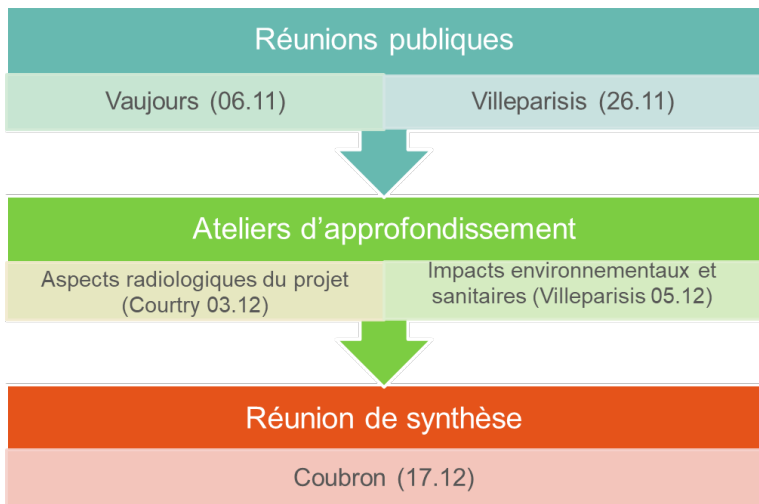 Réunions publiques
Vaujours (06.11)
Villeparisis (26.11)
Ateliers d'approfondissement
Aspects radiologiques du projet
(Courtry 03.12)
Impacts environnementaux et
sanitaires (Villeparisis 05.12)
Réunion de synthèse
Coubron (17.12)